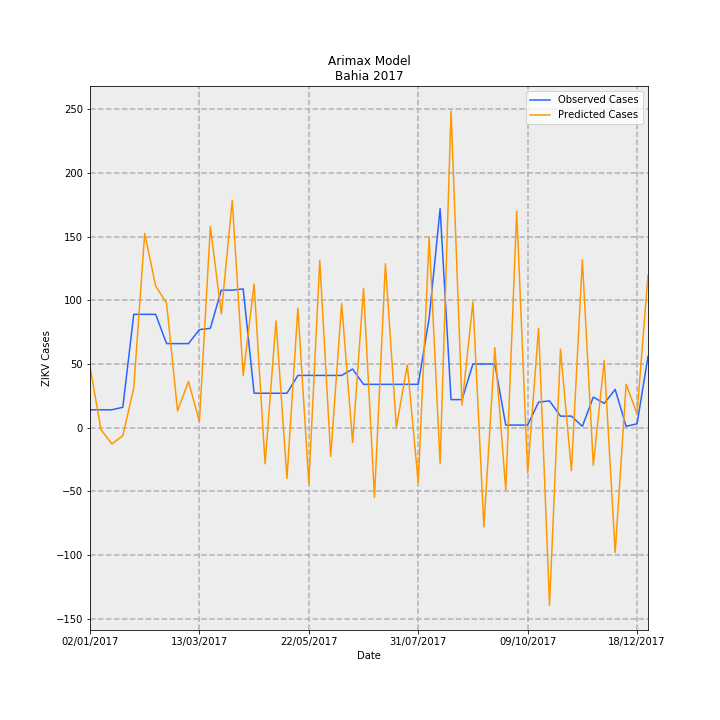 Arimax Model
Bahia 2017
Observed Cases
Predicted Cases
250
200
150
100
50
0
−50
−100
−150
ZIKV Cases
02/01/2017 13/03/2017 22/05/2017 31/07/2017 09/10/2017 18/12/2017
Date